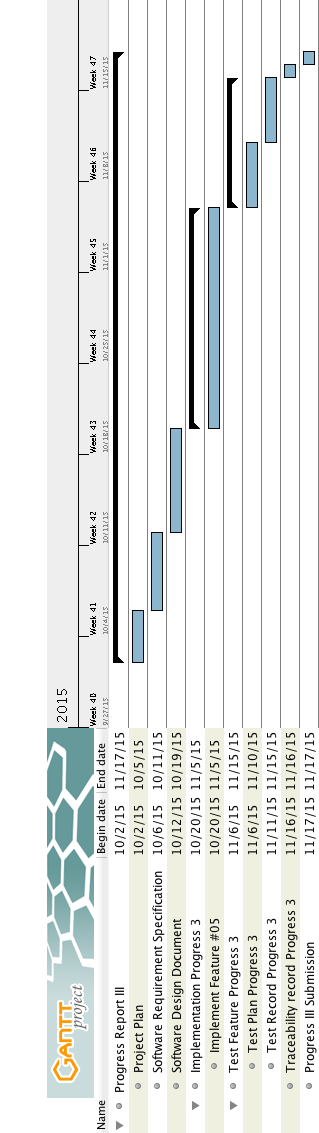 GANTT
project
2015
Name Begin date End date
Week 40 Week 41 Week 42 Week 43 Week 44 Week 45 Week 46 Week 47
9/27/15 10/4/15 10/11/15 10/18/15 10/25/15 11/1/15 11/8/15 11/15/15
Progress Report III 10/2/15 11/17/15
Project Plan 10/2/15 10/5/15
Software Requirement Specification 10/6/15 10/11/15
Software Design Document 10/12/15 10/19/15
Implementation Progress 3 10/20/15 11/5/15
Implement Feature #05 10/20/15 11/5/15
Test Feature Progress 3 11/6/15 11/15/15
Test Plan Progress 3 11/6/15 11/10/15
Test Record Progress 3 11/11/15 11/15/15
Traceability record Progress 3 11/16/15 11/16/15
Progress III Submission 11/17/15 11/17/15